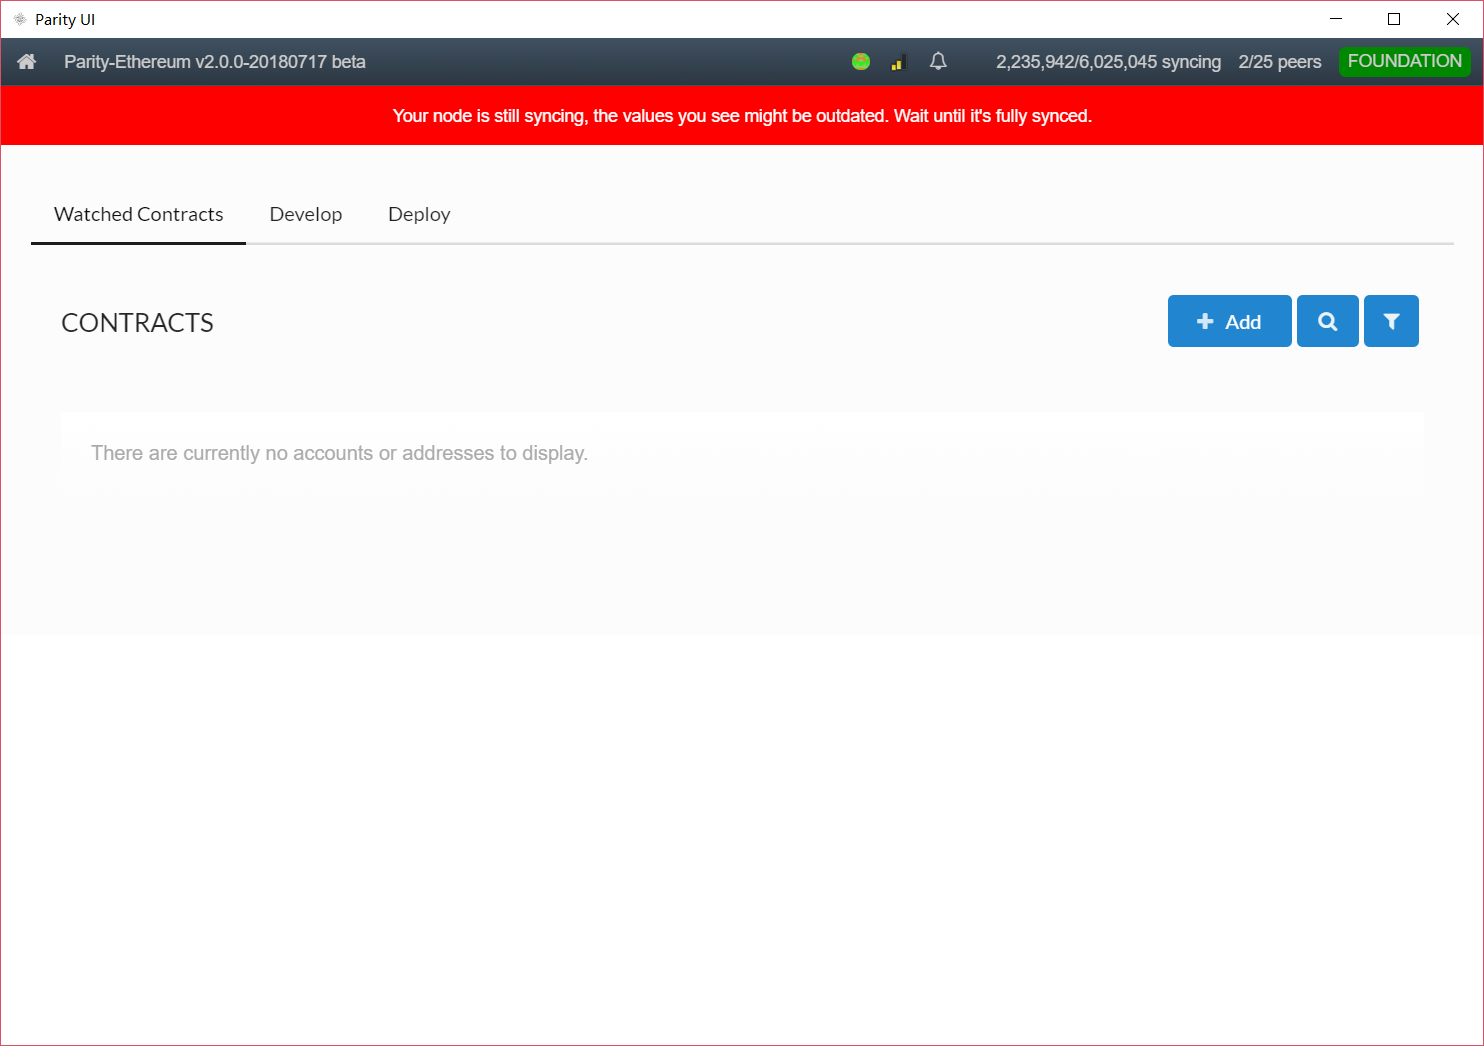 Parity UI
Parity-Ethereum v2.0.0-20180717 beta
2,235,942/6,025,045 syncing
2/25 peers
FOUNDATION
Your node is still syncing, the values you see might be outdated. Wait until it's fully synced.
Watched Contracts
Develop
Deploy
CONTRACTS
Add
There are currently no accounts or addresses to display.